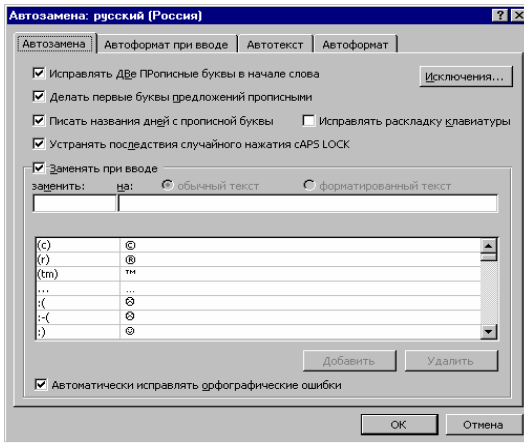 Автозамена: русский (Россия)
Автозамена Автоформат при вводе Автотекст Автоформат
Исправлять ДВе ПРописные буквы в начале слова Исключения...
Делать первые буквы предложений прописными
Писать названия дней с прописной буквы Исправлять раскладку клавиатуры
Устранять последствия случайного нажатия cAPS LOCK
Заменять при вводе
заменить: на: обычный текст форматированный текст
(c) ©
(r) ®
(tm) ™
... …
:( ☹
:-( ☹
:) ☺
Добавить Удалить
Автоматически исправлять орфографические ошибки
ОК Отмена